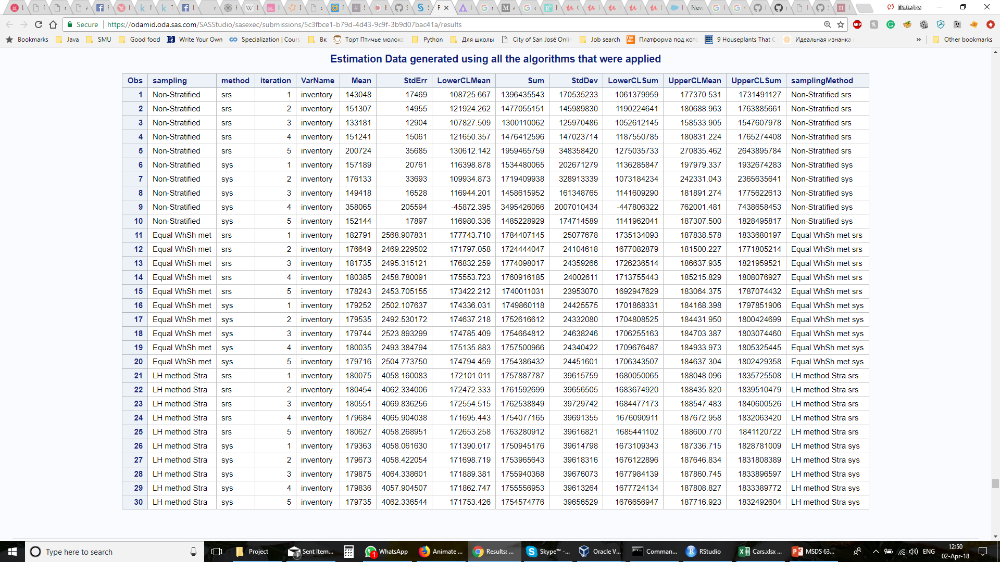 Ekaterina
Secure https://odamid.oda.sas.com/SASStudio/sasexec/submissions/5c3fbce1-b79d-4d43-9c9f-3b9d07bac41a/results
Bookmarks Java SMU Good food Write Your Own Specialization | Cours Вк Торт Птичье молоко Python Для школы City of San José Onli Job search Платформа под кото 9 Houseplants That C Идеальная изнанка » Other bookmarks
Estimation Data generated using all the algorithms that were applied
Obs sampling method iteration VarName Mean StdErr LowerCLMean Sum StdDev LowerCLSum UpperCLMean UpperCLSum samplingMethod
1 Non-Stratified srs 1 inventory 143048 17469 108725.667 1396435543 170535233 1061379959 177370.531 1731491127 Non-Stratified srs
2 Non-Stratified srs 2 inventory 151307 14955 121924.262 1477055151 145989830 1190224641 180688.963 1763885661 Non-Stratified srs
3 Non-Stratified srs 3 inventory 133181 12904 107827.509 1300110062 125970486 1052612145 158533.905 1547607978 Non-Stratified srs
4 Non-Stratified srs 4 inventory 151241 15061 121650.357 1476412596 147023714 1187550785 180831.224 1765274408 Non-Stratified srs
5 Non-Stratified srs 5 inventory 200724 35685 130612.142 1959465759 348358420 1275035733 270835.462 2643895784 Non-Stratified srs
6 Non-Stratified sys 1 inventory 157189 20761 116398.878 1534480065 202671279 1136285847 197979.337 1932674283 Non-Stratified sys
7 Non-Stratified sys 2 inventory 176133 33693 109934.873 1719409938 328913339 1073184234 242331.043 2365635641 Non-Stratified sys
8 Non-Stratified sys 3 inventory 149418 16528 116944.201 1458615952 161348765 1141609290 181891.274 1775622613 Non-Stratified sys
9 Non-Stratified sys 4 inventory 358065 205594 -45872.395 3495426066 2007010434 -447806322 762001.481 7438658453 Non-Stratified sys
10 Non-Stratified sys 5 inventory 152144 17897 116980.336 1485228929 174714589 1141962041 187307.500 1828495817 Non-Stratified sys
11 Equal WhSh met srs 1 inventory 182791 2568.907831 177743.710 1784407145 25077678 1735134093 187838.578 1833680197 Equal WhSh met srs
12 Equal WhSh met srs 2 inventory 176649 2469.229502 171797.058 1724444047 24104618 1677082879 181500.227 1771805214 Equal WhSh met srs
13 Equal WhSh met srs 3 inventory 181735 2495.315121 176832.259 1774098017 24359266 1726236514 186637.935 1821959521 Equal WhSh met srs
14 Equal WhSh met srs 4 inventory 180385 2458.780091 175553.723 1760916185 24002611 1713755443 185215.829 1808076927 Equal WhSh met srs
15 Equal WhSh met srs 5 inventory 178243 2453.705155 173422.212 1740011031 23953070 1692947629 183064.375 1787074432 Equal WhSh met srs
16 Equal WhSh met sys 1 inventory 179252 2502.107637 174336.031 1749860118 24425575 1701868331 184168.398 1797851906 Equal WhSh met sys
17 Equal WhSh met sys 2 inventory 179535 2492.530172 174637.218 1752616612 24332080 1704808525 184431.950 1800424699 Equal WhSh met sys
18 Equal WhSh met sys 3 inventory 179744 2523.893299 174785.409 1754664812 24638246 1706255163 184703.387 1803074460 Equal WhSh met sys
19 Equal WhSh met sys 4 inventory 180035 2493.384794 175135.883 1757500966 24340422 1709676487 184933.973 1805325445 Equal WhSh met sys
20 Equal WhSh met sys 5 inventory 179716 2504.773750 174794.459 1754386432 24451601 1706343507 184637.304 1802429358 Equal WhSh met sys
21 LH method Stra srs 1 inventory 180075 4058.160083 172101.011 1757887787 39615759 1680050065 188048.096 1835725508 LH method Stra srs
22 LH method Stra srs 2 inventory 180454 4062.334006 172472.333 1761592699 39656505 1683674920 188435.820 1839510479 LH method Stra srs
23 LH method Stra srs 3 inventory 180551 4069.836256 172554.515 1762538849 39729742 1684477173 188547.483 1840600526 LH method Stra srs
24 LH method Stra srs 4 inventory 179684 4065.904038 171695.443 1754077165 39691355 1676090911 187672.958 1832063420 LH method Stra srs
25 LH method Stra srs 5 inventory 180627 4058.268951 172653.258 1763280912 39616821 1685441102 188600.770 1841120722 LH method Stra srs
26 LH method Stra sys 1 inventory 179363 4058.061630 171390.017 1750945176 39614798 1673109343 187336.715 1828781009 LH method Stra sys
27 LH method Stra sys 2 inventory 179673 4058.422054 171698.719 1753965643 39618316 1676122896 187646.834 1831808389 LH method Stra sys
28 LH method Stra sys 3 inventory 179875 4064.338601 171889.381 1755940368 39676073 1677984139 187860.745 1833896597 LH method Stra sys
29 LH method Stra sys 4 inventory 179836 4057.904507 171862.747 1755556953 39613264 1677724134 187808.827 1833389772 LH method Stra sys
30 LH method Stra sys 5 inventory 179735 4062.336544 171753.426 1754574776 39656529 1676656947 187716.923 1832492604 LH method Stra sys
Type here to search Project Sent Item... WhatsApp Animate ... Results: ... Skype™ -... Oracle V... Comman... RStudio Cars.xlsx ... MSDS 63... ENG 12:50
02-Apr-18